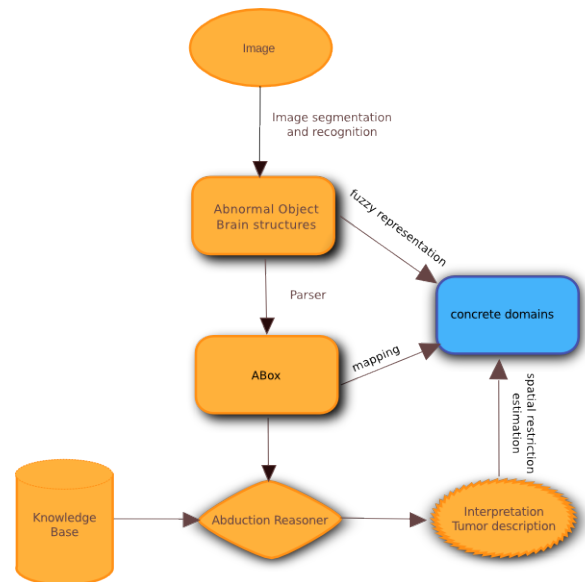 Image
Image segmentation
and recognition
Abnormal Object
Brain structures
fuzzy representation
Parser
concrete domains
mapping
ABox
spatial restriction
estimation
Knowledge
Base
Abduction Reasoner
Interpretation
Tumor description